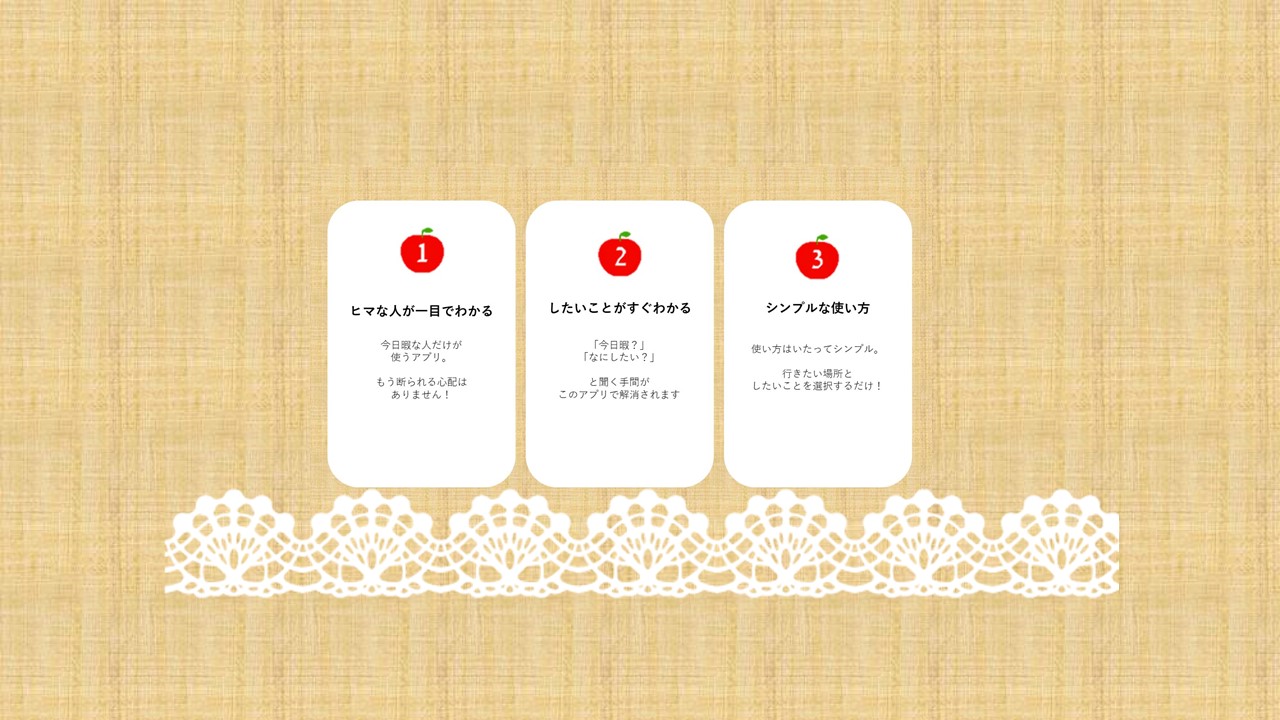 1
ヒマな人が一目でわかる
今日暇な人だけが
使うアプリ。
もう断られる心配は
ありません！
2
したいことがすぐわかる
「今日暇？」
「なにしたい？」
と聞く手間が
このアプリで解消されます
3
シンプルな使い方
使い方はいたってシンプル。
行きたい場所と
したいことを選択するだけ！